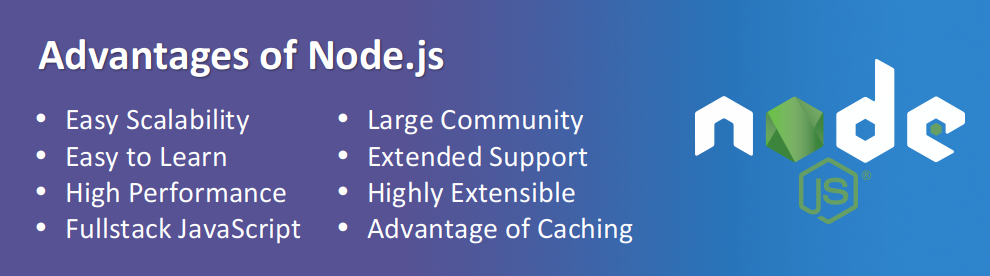 Advantages of Node.js
• Easy Scalability
• Easy to Learn
• High Performance
• Fullstack JavaScript
• Large Community
• Extended Support
• Highly Extensible
• Advantage of Caching
node
JS®